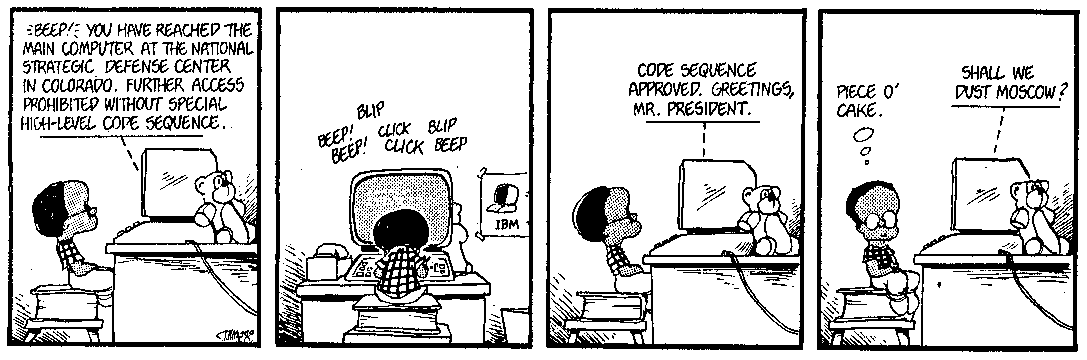 BEEP! YOU HAVE REACHED THE
MAIN COMPUTER AT THE NATIONAL
STRATEGIC DEFENSE CENTER
IN COLORADO. FURTHER ACCESS
PROHIBITED WITHOUT SPECIAL
HIGH-LEVEL CODE SEQUENCE.
BLIP
BEEP! CLICK BLIP
BEEP! CLICK BEEP
IBM
CODE SEQUENCE
APPROVED. GREETINGS,
MR. PRESIDENT.
PIECE O'
CAKE.
SHALL WE
DUST MOSCOW?